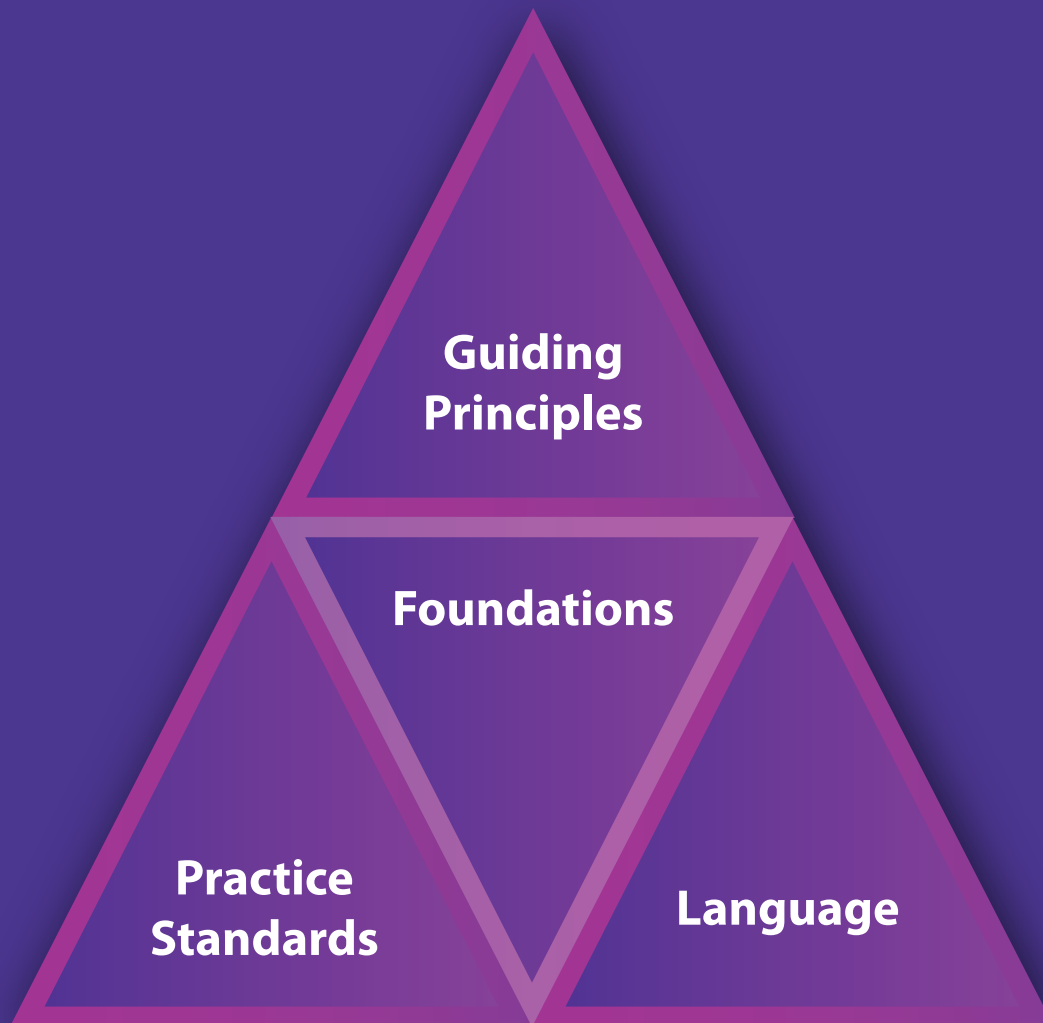 Guiding
Principles
Foundations
Practice
Standards
Language